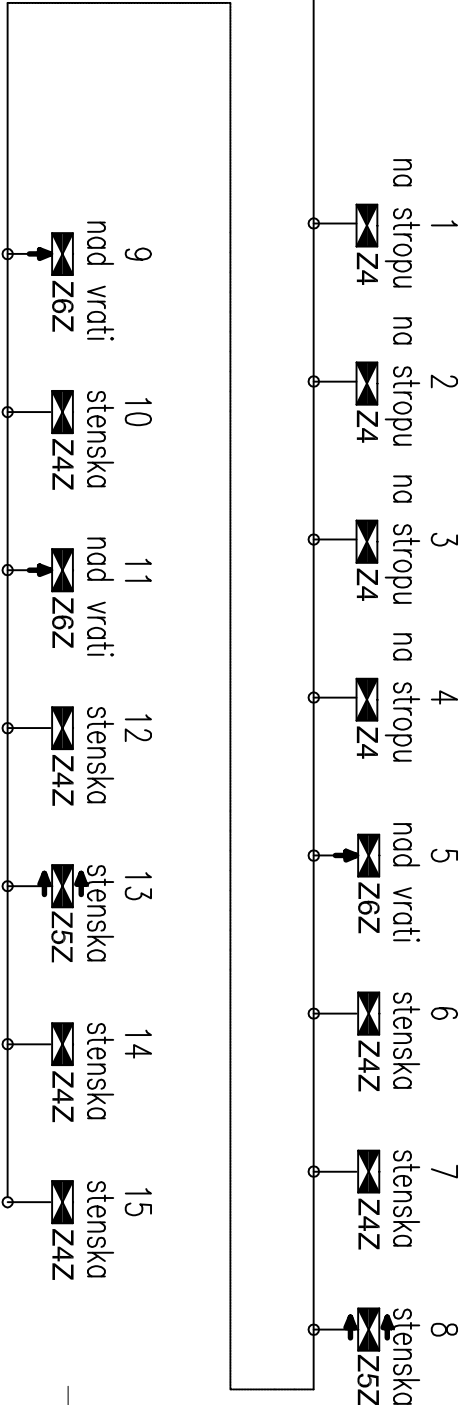 1
na stropu
Z4
2
na stropu
Z4
3
na stropu
Z4
4
na stropu
Z4
5
nad vrati
Z6Z
6
stenska
Z4Z
7
stenska
Z4Z
8
stenska
Z5Z
9
nad vrati
Z6Z
10
stenska
Z4Z
11
nad vrati
Z6Z
12
stenska
Z4Z
13
stenska
Z5Z
14
stenska
Z4Z
15
stenska
Z4Z